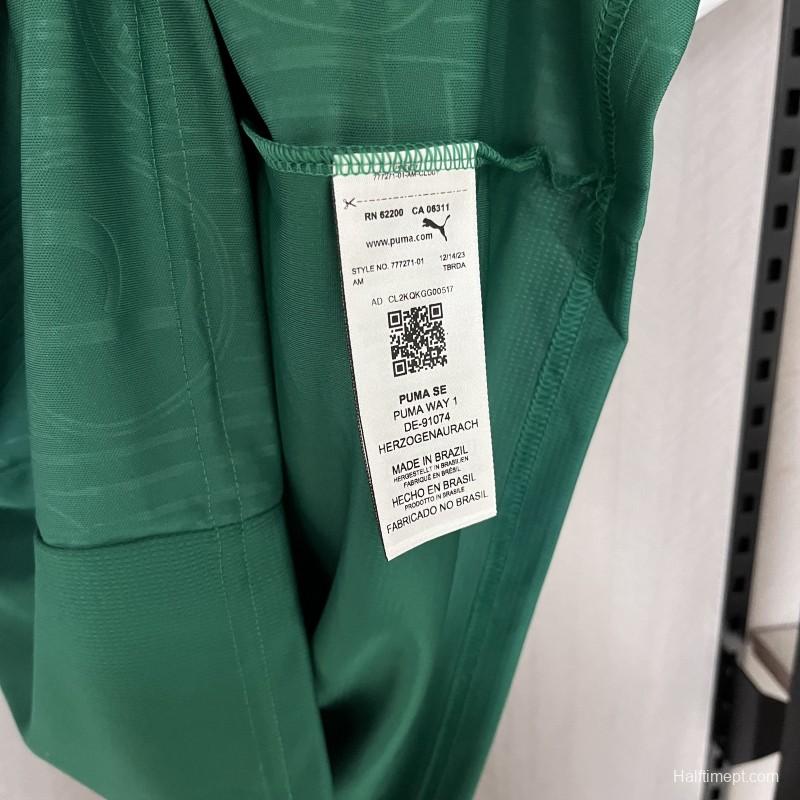 RN 62200 CA 06311
www.puma.com
STYLE NO. 777271-01 12/14/23
AM TBRDA
AD CL2KQKGG00517
PUMA SE
PUMA WAY 1
DE-91074
HERZOGENAURACH
MADE IN BRAZIL
HERGESTELLT IN BRASILIEN
FABRIQUÉ EN BRÉSIL
HECHO EN BRASIL
PRODOTTO IN BRASILE
FABRICADO NO BRASIL
Halftimept.com